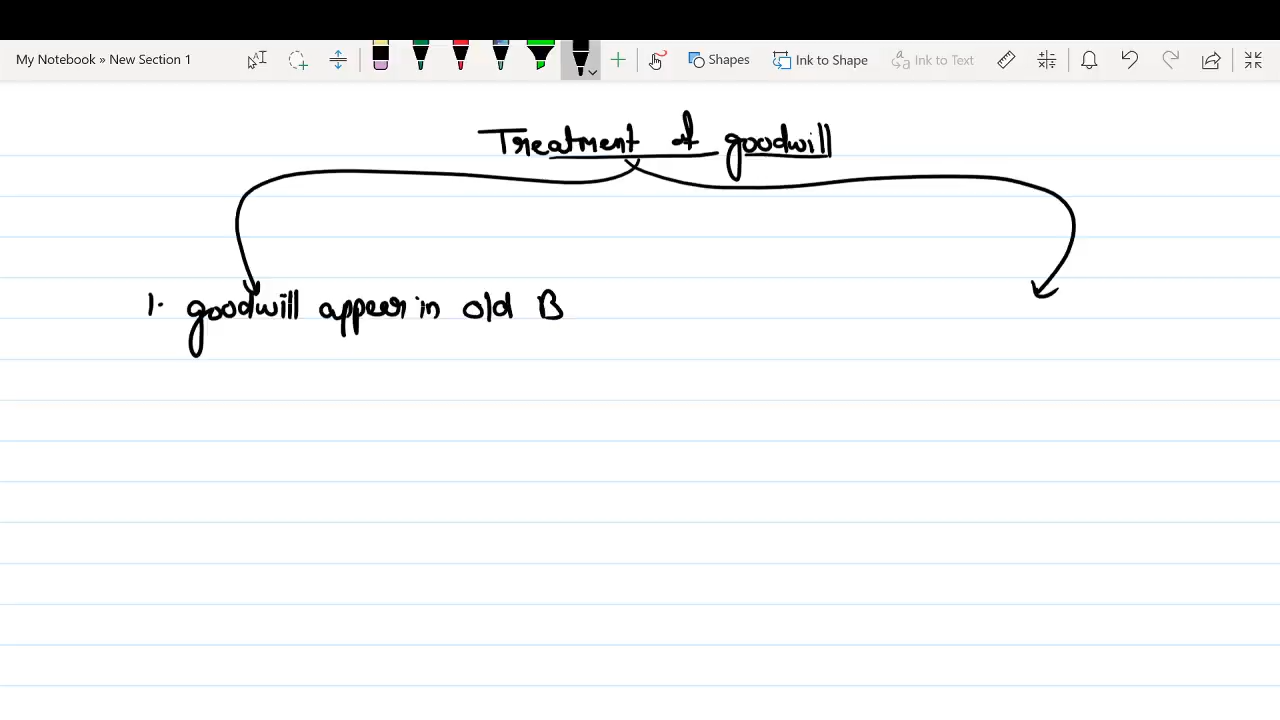 My Notebook » New Section 1
Shapes
Ink to Shape
Ink to Text
Treatment of goodwill
1. goodwill appear in old B